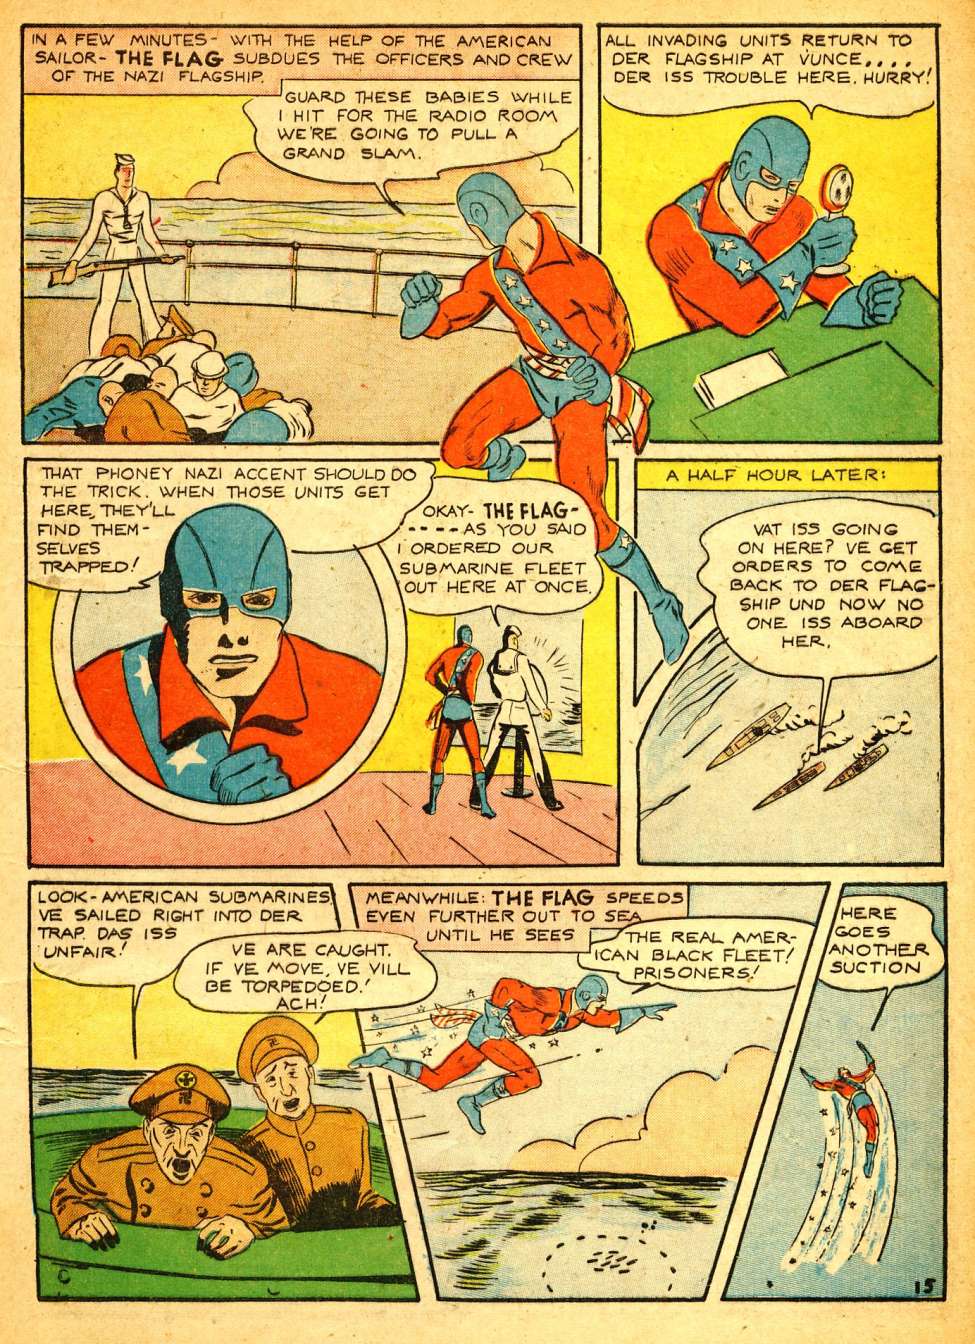 IN A FEW MINUTES- WITH THE HELP OF THE AMERICAN
SAILOR- THE FLAG SUBDUES THE OFFICERS AND CREW
OF THE NAZI FLAGSHIP.
GUARD THESE BABIES WHILE
I HIT FOR THE RADIO ROOM
WE'RE GOING TO PULL A
GRAND SLAM.
ALL INVADING UNITS RETURN TO
DER FLAGSHIP AT VUNCE....
DER ISS TROUBLE HERE. HURRY!
THAT PHONEY NAZI ACCENT SHOULD DO
THE TRICK. WHEN THOSE UNITS GET
HERE, THEY'LL
FIND THEM-
SELVES
TRAPPED!
OKAY- THE FLAG-
----AS YOU SAID
I ORDERED OUR
SUBMARINE FLEET
OUT HERE AT ONCE.
A HALF HOUR LATER:
VAT ISS GOING
ON HERE? VE GET
ORDERS TO COME
BACK TO DER FLAG-
SHIP UND NOW NO
ONE ISS ABOARD
HER.
LOOK-AMERICAN SUBMARINES,
VE SAILED RIGHT INTO DER
TRAP. DAS ISS
UNFAIR!
VE ARE CAUGHT.
IF VE MOVE, VE VILL
BE TORPEDOED!
ACH!
MEANWHILE: THE FLAG SPEEDS
EVEN FURTHER OUT TO SEA
UNTIL HE SEES
THE REAL AMER-
ICAN BLACK FLEET!
PRISONERS!
HERE
GOES
ANOTHER
SUCTION
15